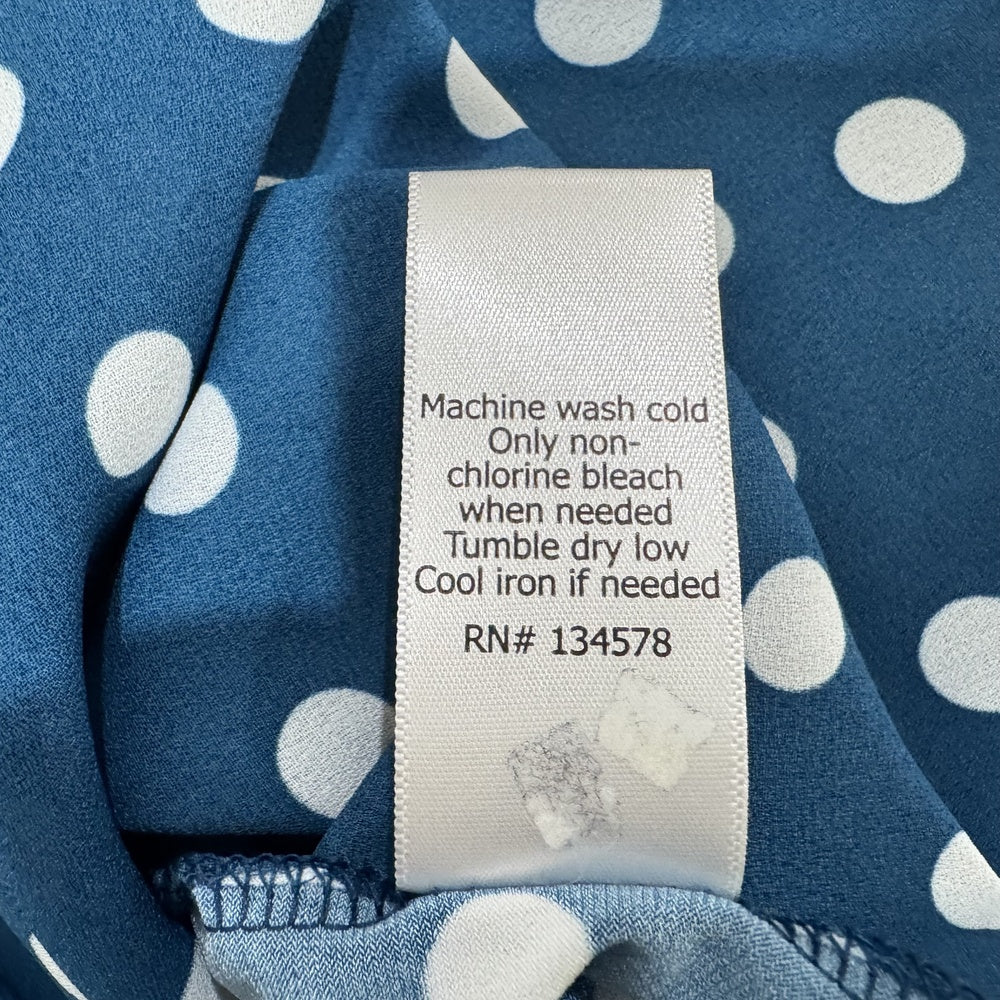 Machine wash cold
Only non-
chlorine bleach
when needed
Tumble dry low
Cool iron if needed
RN# 134578